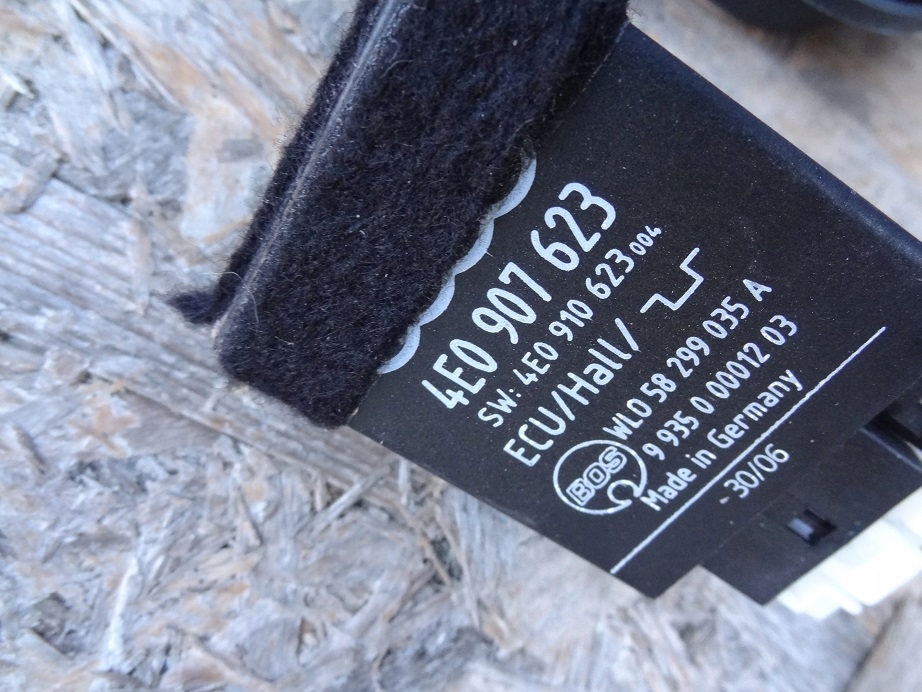 4E0 907 623
SW: 4E0 910 623 004
ECU/Hall/
BOS
WLO 58 299 035 A
9 935 0 00012 03
Made in Germany
- 30/06